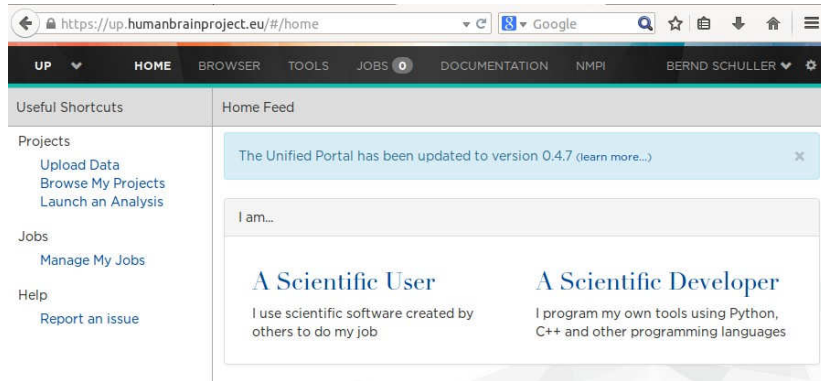 https://up.humanbrainproject.eu/#/home
Google
UP HOME BROWSER TOOLS JOBS 0 DOCUMENTATION NMPI BERND SCHULLER
Useful Shortcuts
Home Feed
Projects
Upload Data
Browse My Projects
Launch an Analysis
Jobs
Manage My Jobs
Help
Report an issue
The Unified Portal has been updated to version 0.4.7 (learn more...) ×
I am...
A Scientific User
I use scientific software created by
others to do my job
A Scientific Developer
I program my own tools using Python,
C++ and other programming languages